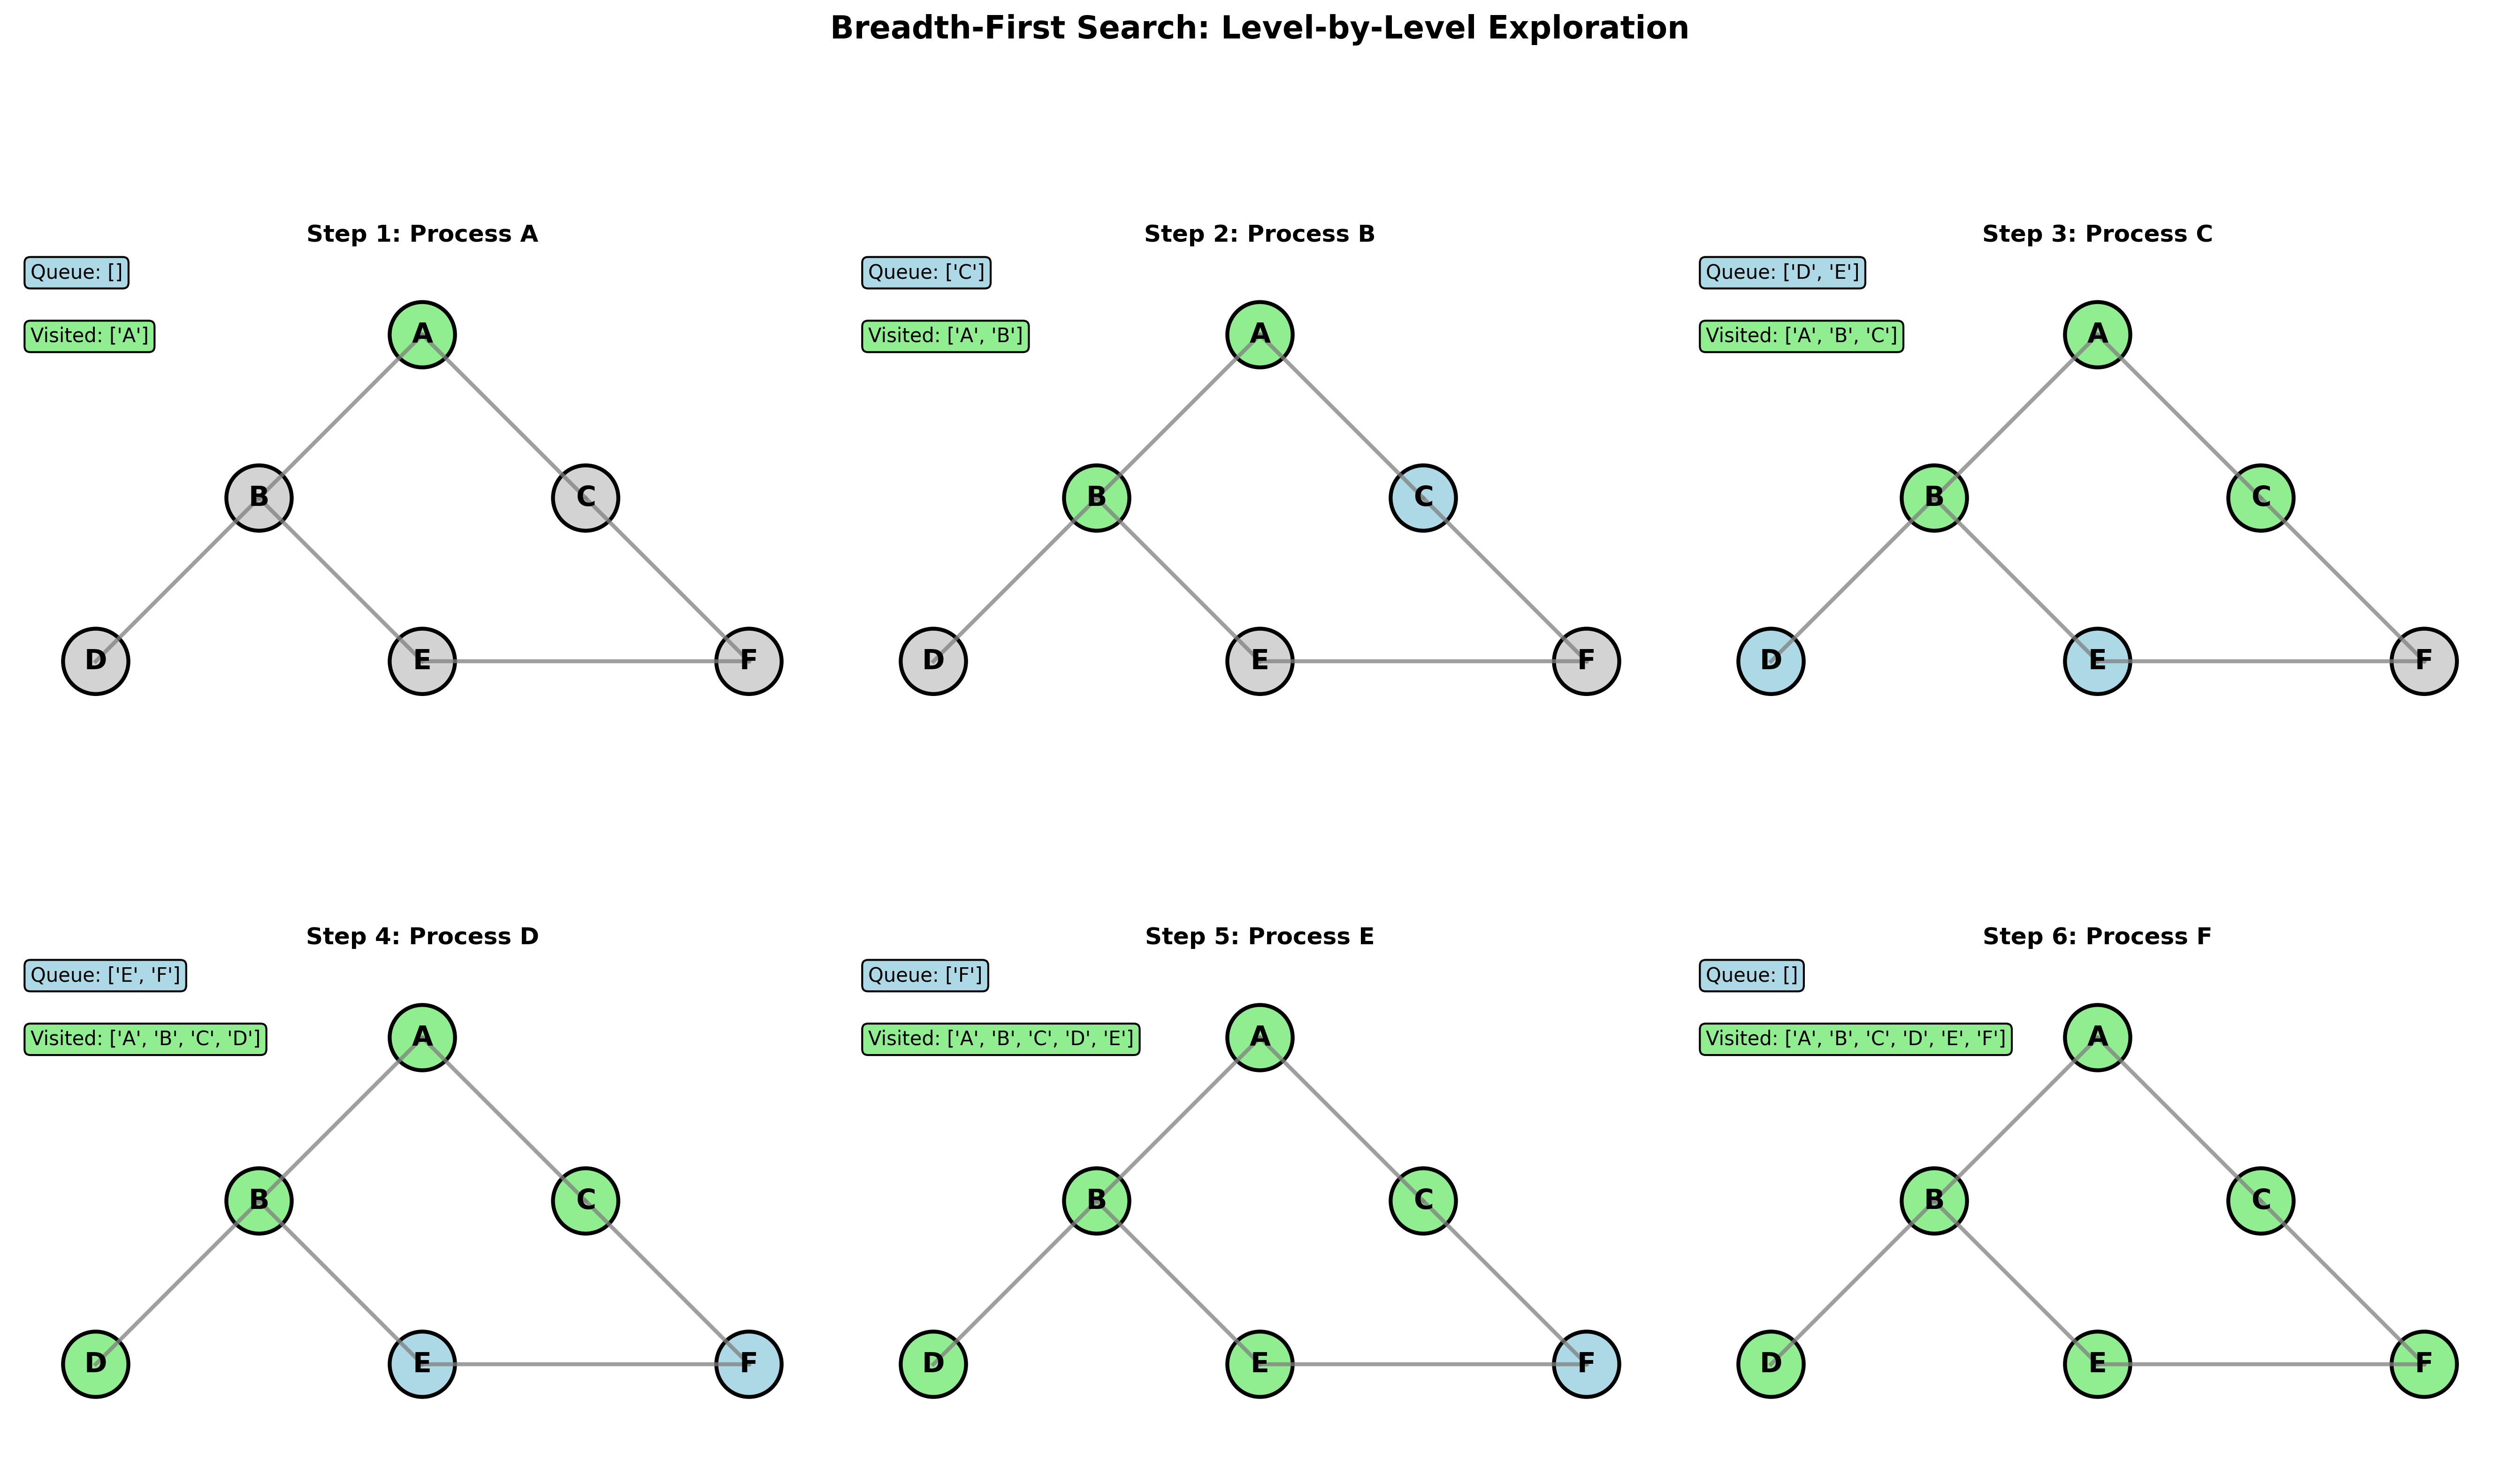 Breadth-First Search: Level-by-Level Exploration
Step 1: Process A
Queue: []
Visited: ['A']
A
B
C
D
E
F
Step 2: Process B
Queue: ['C']
Visited: ['A', 'B']
A
B
C
D
E
F
Step 3: Process C
Queue: ['D', 'E']
Visited: ['A', 'B', 'C']
A
B
C
D
E
F
Step 4: Process D
Queue: ['E', 'F']
Visited: ['A', 'B', 'C', 'D']
A
B
C
D
E
F
Step 5: Process E
Queue: ['F']
Visited: ['A', 'B', 'C', 'D', 'E']
A
B
C
D
E
F
Step 6: Process F
Queue: []
Visited: ['A', 'B', 'C', 'D', 'E', 'F']
A
B
C
D
E
F